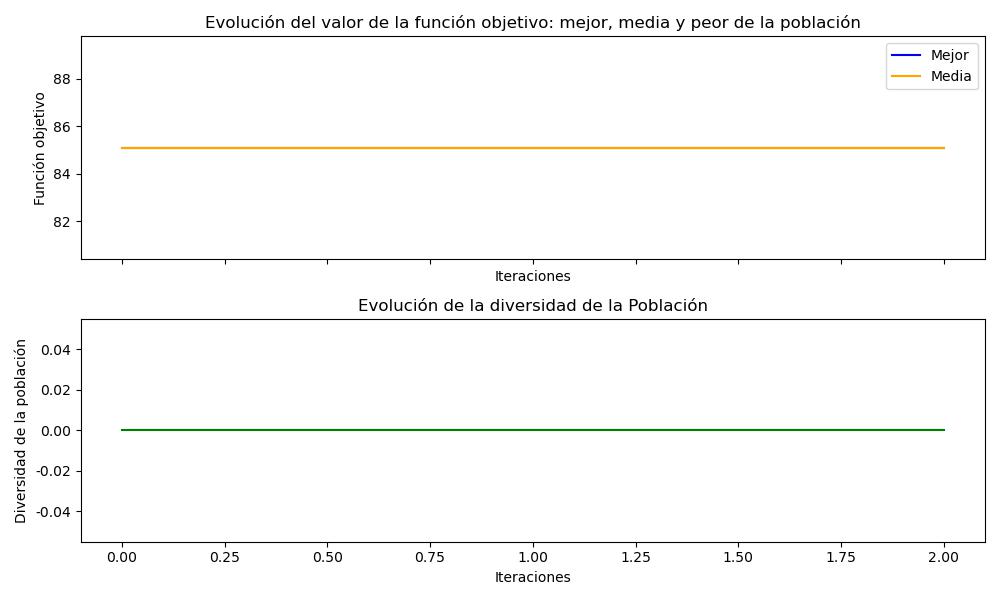 Evolución del valor de la función objetivo: mejor, media y peor de la población
Mejor
Media
88
86
84
82
Función objetivo
Iteraciones
Evolución de la diversidad de la Población
0.04
0.02
0.00
-0.02
-0.04
Diversidad de la población
0.00 0.25 0.50 0.75 1.00 1.25 1.50 1.75 2.00
Iteraciones